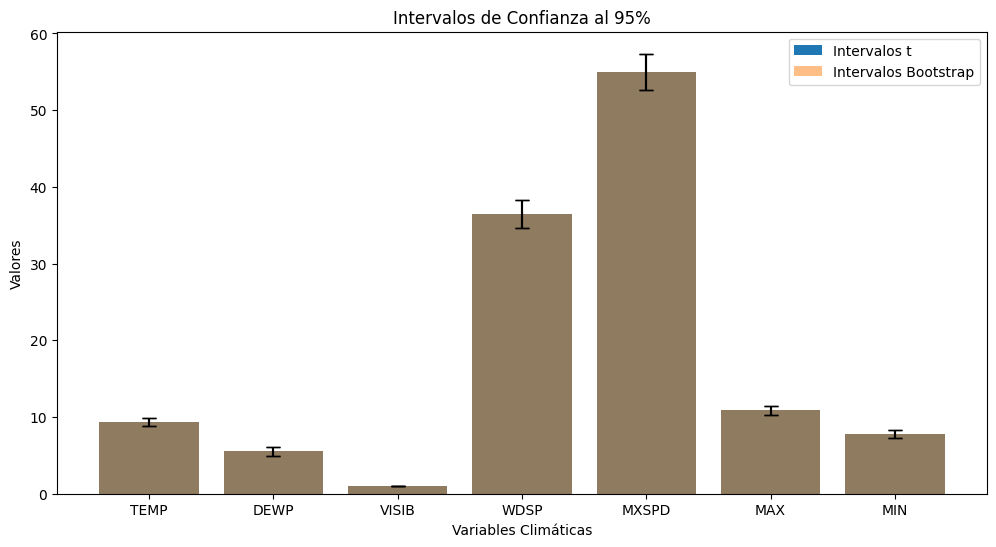 Intervalos de Confianza al 95%
Intervalos t
Intervalos Bootstrap
60
50
40
30
20
10
0
Valores
TEMP DEWP VISIB WDSP MXSPD MAX MIN
Variables Climáticas